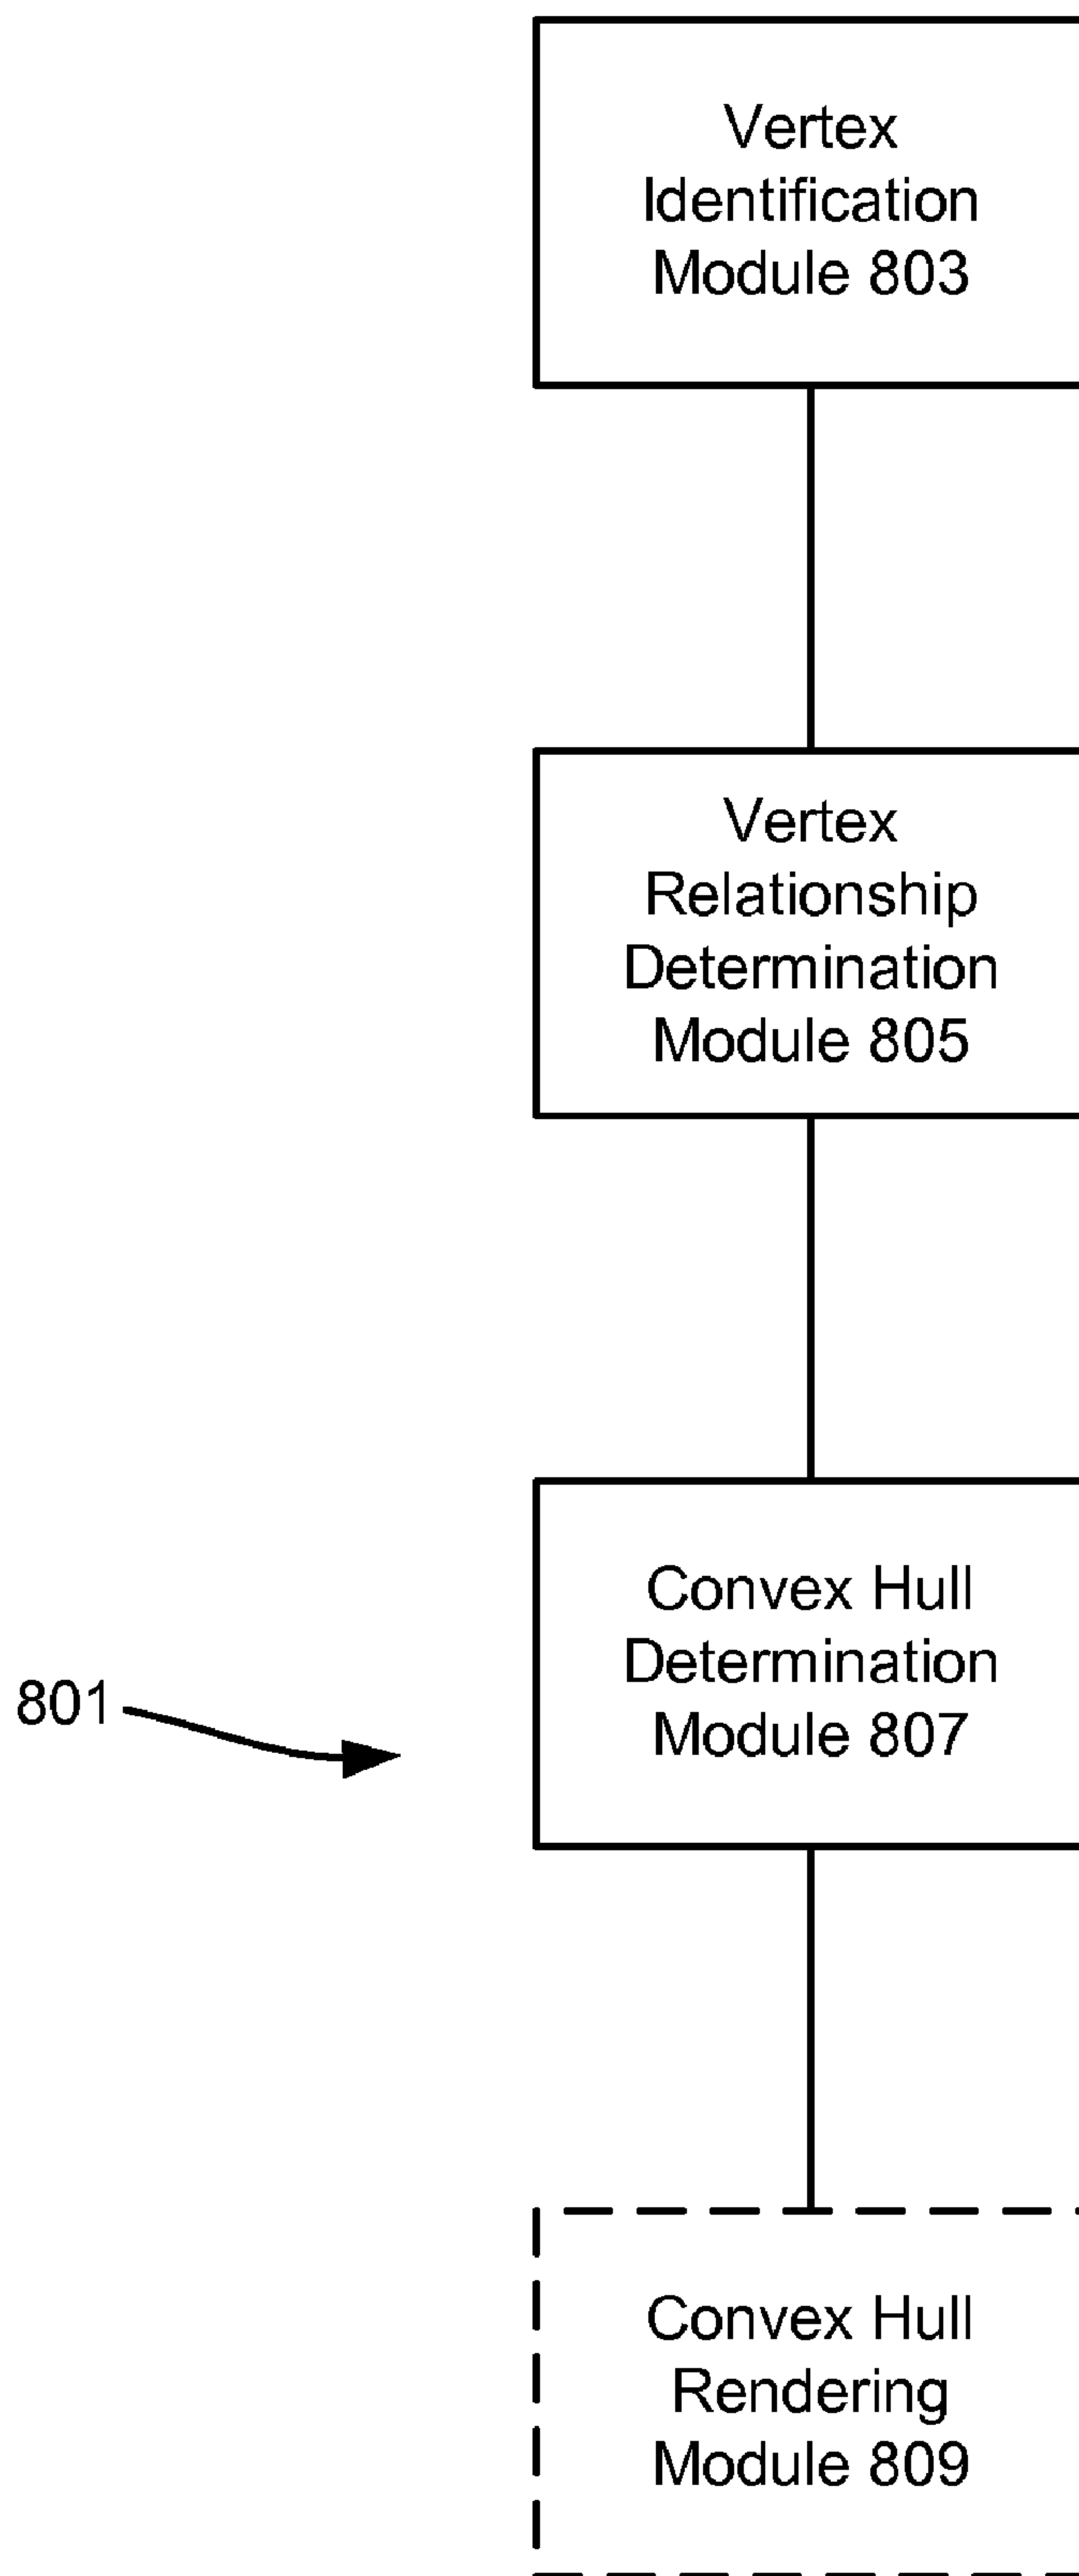 Vertex
Identification
Module 803
Vertex
Relationship
Determination
Module 805
Convex Hull
Determination
Module 807
801
Convex Hull
Rendering
Module 809